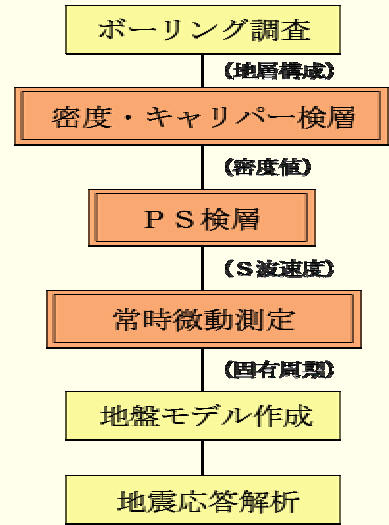 ボーリング調査
(地層構成)
密度・キャリパー検層
(密度値)
ＰＳ検層
(Ｓ波速度)
常時微動測定
(固有周期)
地盤モデル作成
地震応答解析